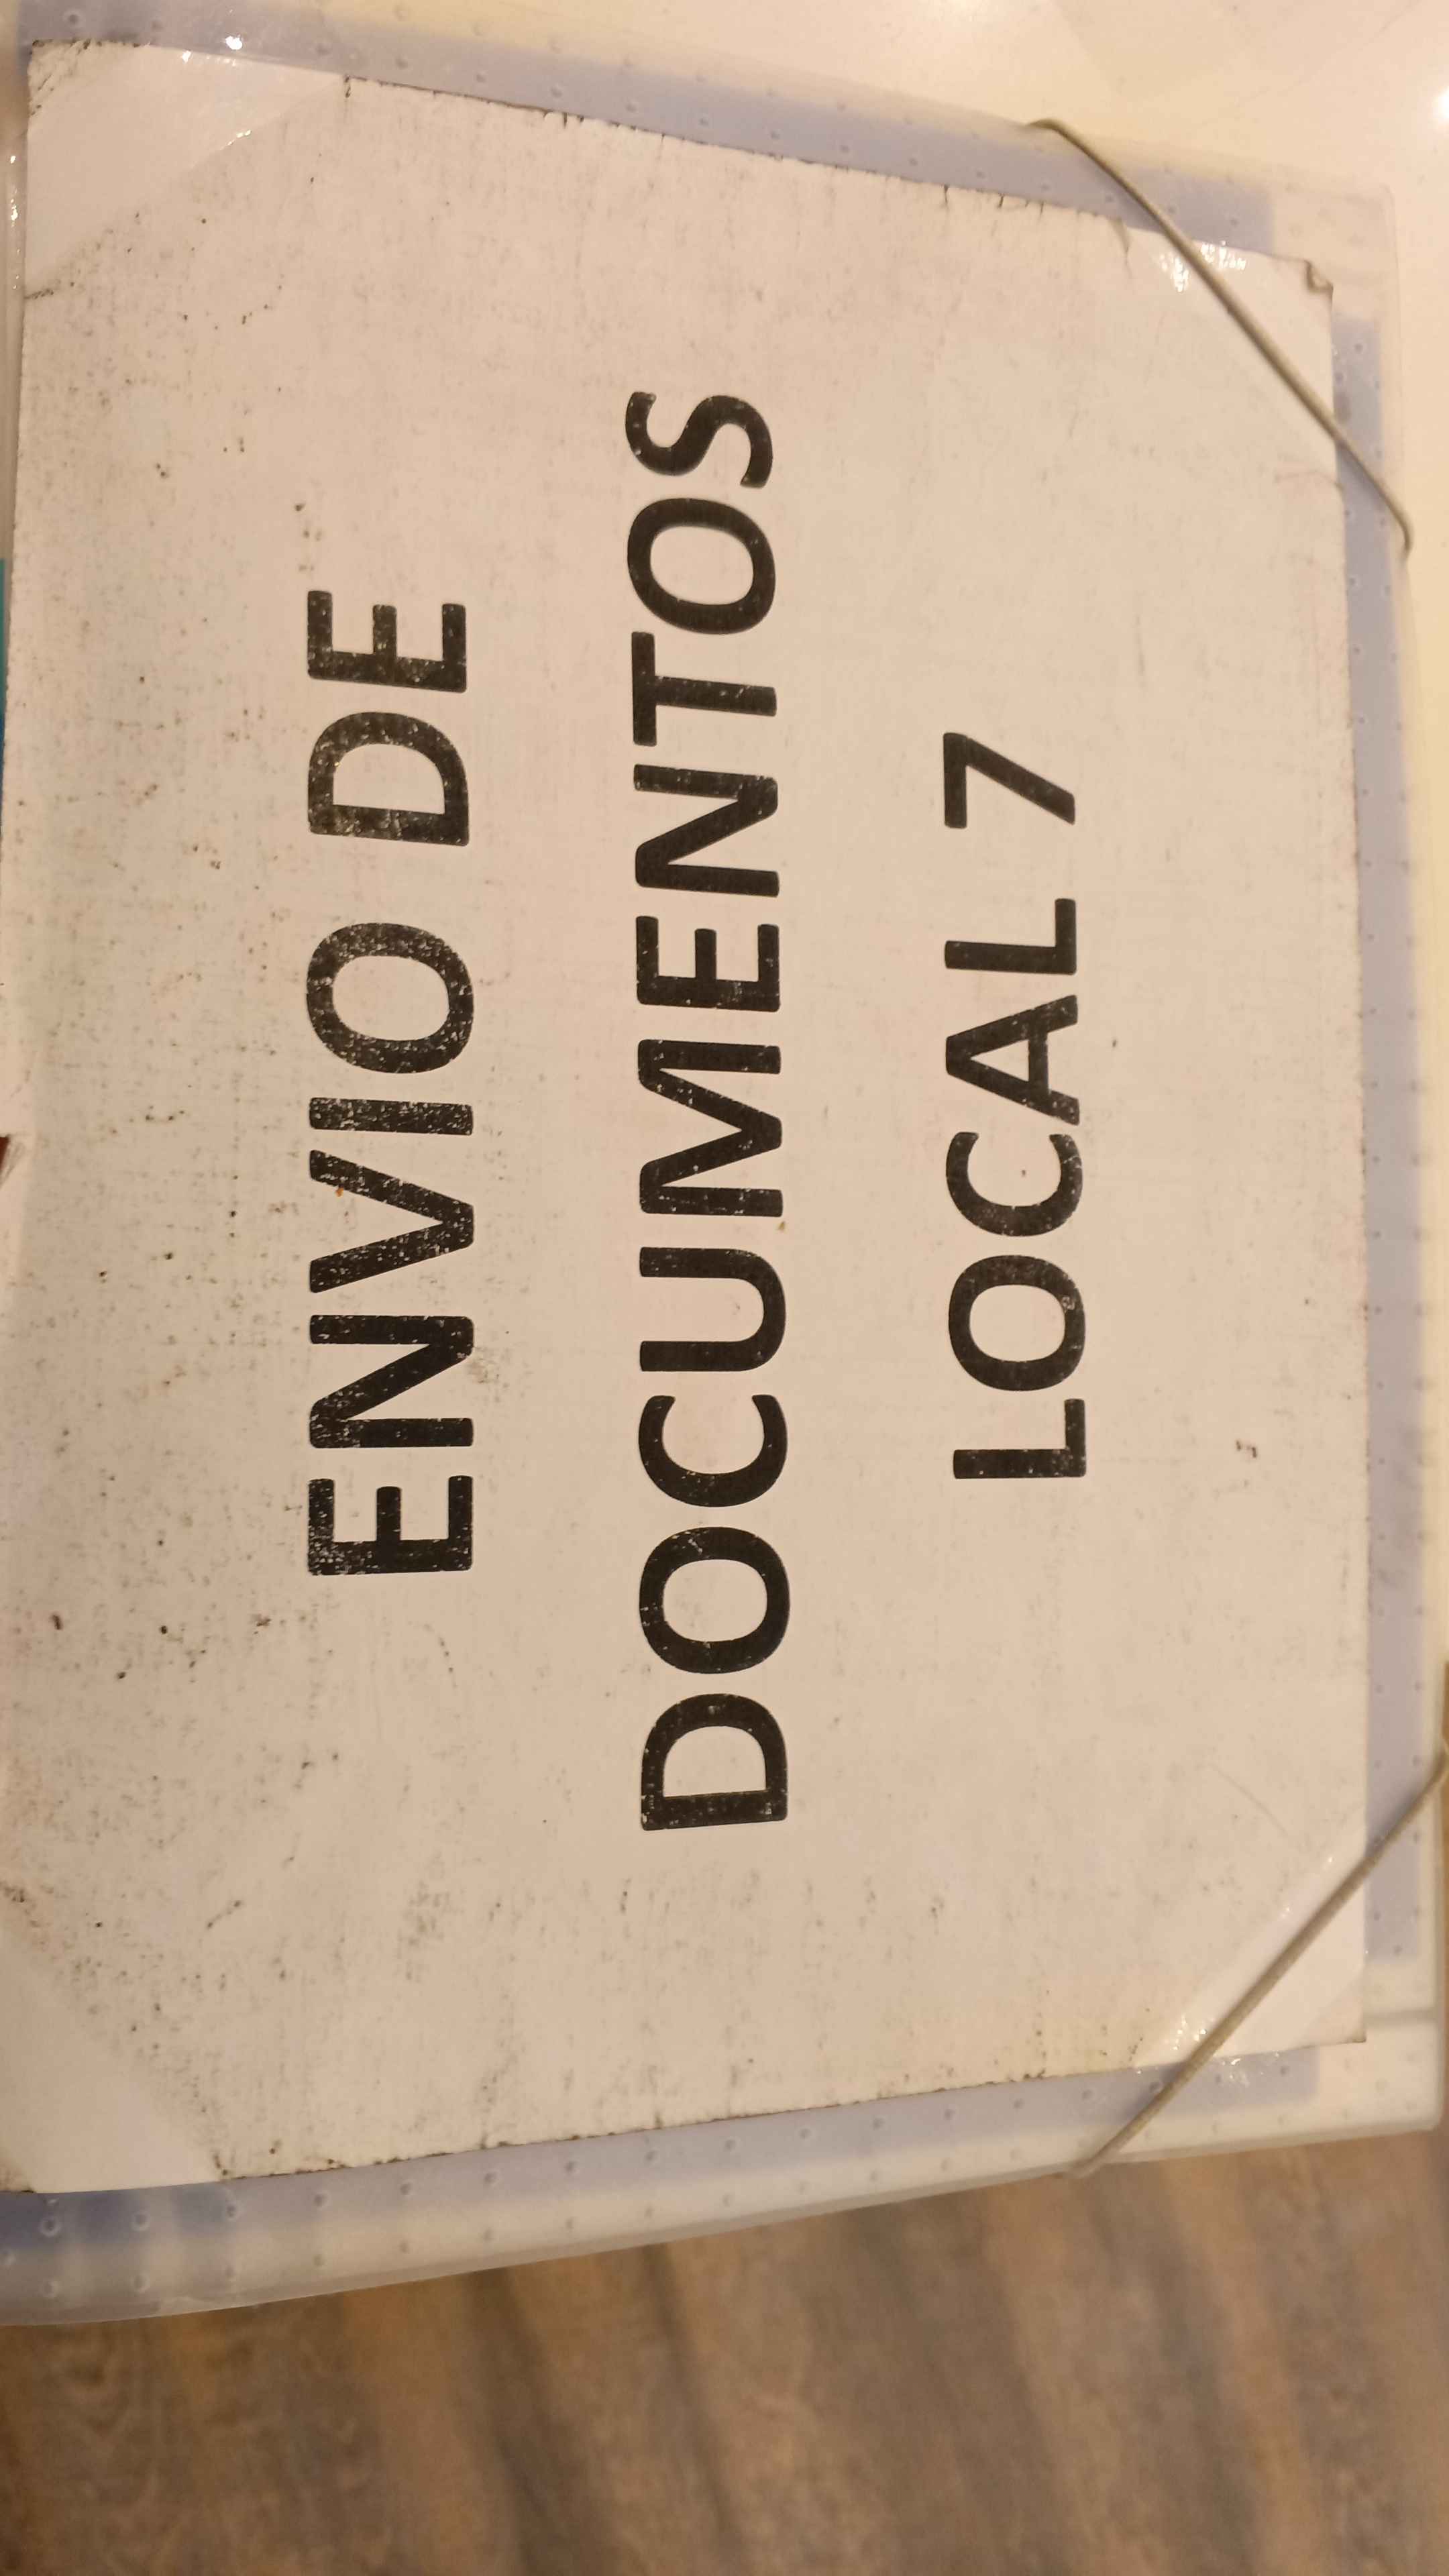 ENVIO DE
DOCUMENTOS
LOCAL 7